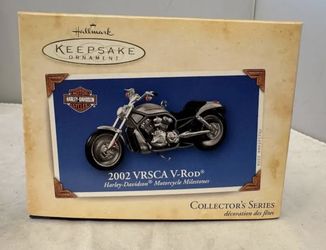 Hallmark
KEEPSAKE
ORNAMENT
HARLEY-DAVIDSON
2002 VRSCA V-ROD®
Harley-Davidson® Motorcycle Milestones
COLLECTOR'S SERIES
décoration des fêtes